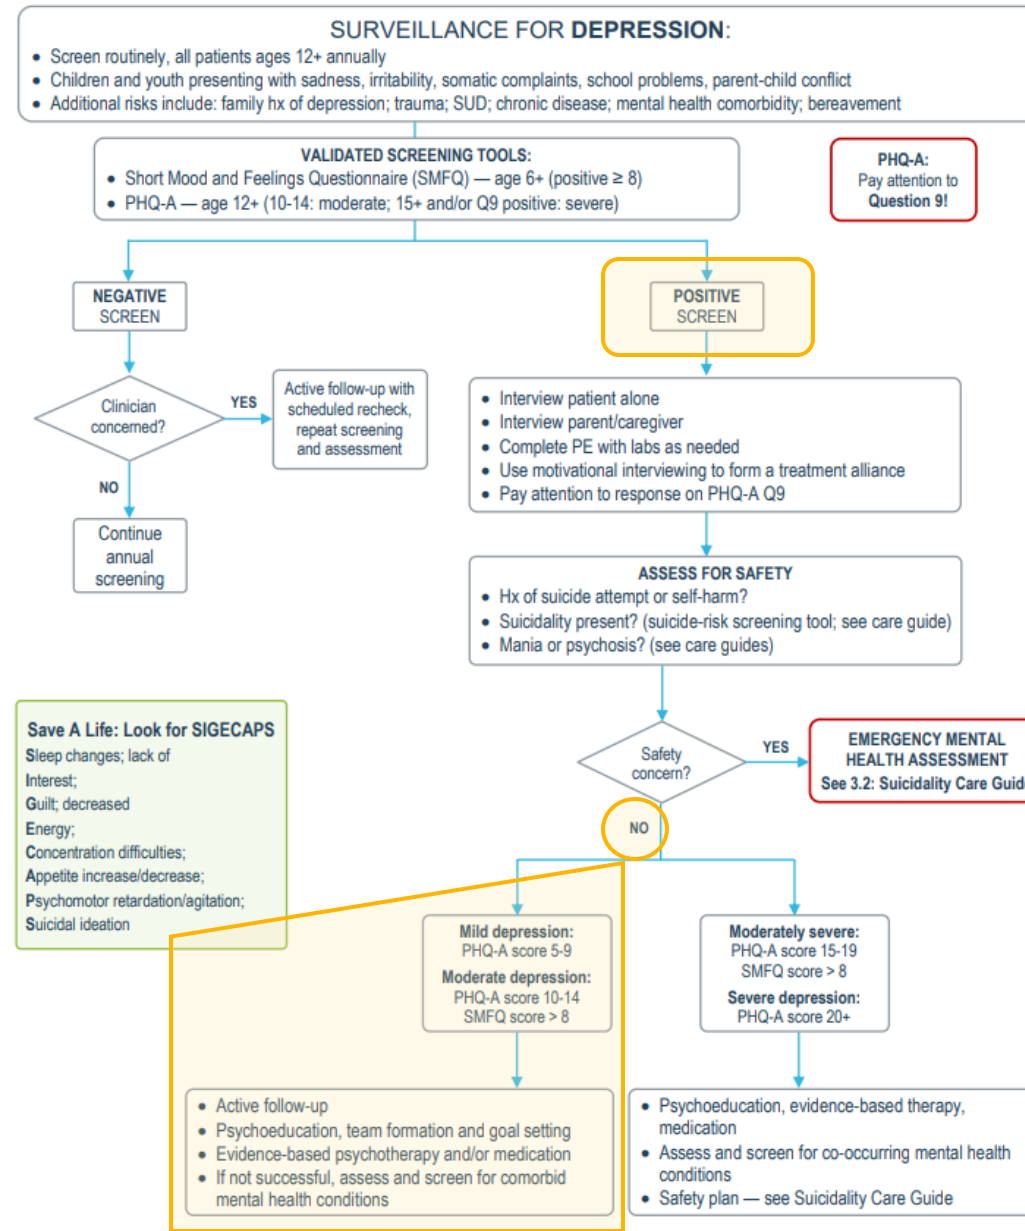 SURVEILLANCE FOR DEPRESSION:
• Screen routinely, all patients ages 12+ annually
• Children and youth presenting with sadness, irritability, somatic complaints, school problems, parent-child conflict
• Additional risks include: family hx of depression; trauma; SUD; chronic disease; mental health comorbidity; bereavement
VALIDATED SCREENING TOOLS:
• Short Mood and Feelings Questionnaire (SMFQ) — age 6+ (positive ≥ 8)
• PHQ-A — age 12+ (10-14: moderate; 15+ and/or Q9 positive: severe)
PHQ-A:
Pay attention to
Question 9!
NEGATIVE
SCREEN
POSITIVE
SCREEN
Clinician
concerned?
YES
Active follow-up with
scheduled recheck,
repeat screening
and assessment
NO
Continue
annual
screening
• Interview patient alone
• Interview parent/caregiver
• Complete PE with labs as needed
• Use motivational interviewing to form a treatment alliance
• Pay attention to response on PHQ-A Q9
ASSESS FOR SAFETY
• Hx of suicide attempt or self-harm?
• Suicidality present? (suicide-risk screening tool; see care guide)
• Mania or psychosis? (see care guides)
Save A Life: Look for SIGECAPS
Sleep changes; lack of
Interest;
Guilt; decreased
Energy;
Concentration difficulties;
Appetite increase/decrease;
Psychomotor retardation/agitation;
Suicidal ideation
Safety
concern?
YES
EMERGENCY MENTAL
HEALTH ASSESSMENT
See 3.2: Suicidality Care Guid
NO
Mild depression:
PHQ-A score 5-9
Moderate depression:
PHQ-A score 10-14
SMFQ score > 8
Moderately severe:
PHQ-A score 15-19
SMFQ score > 8
Severe depression:
PHQ-A score 20+
• Active follow-up
• Psychoeducation, team formation and goal setting
• Evidence-based psychotherapy and/or medication
• If not successful, assess and screen for comorbid
mental health conditions
• Psychoeducation, evidence-based therapy,
medication
• Assess and screen for co-occurring mental health
conditions
• Safety plan — see Suicidality Care Guide